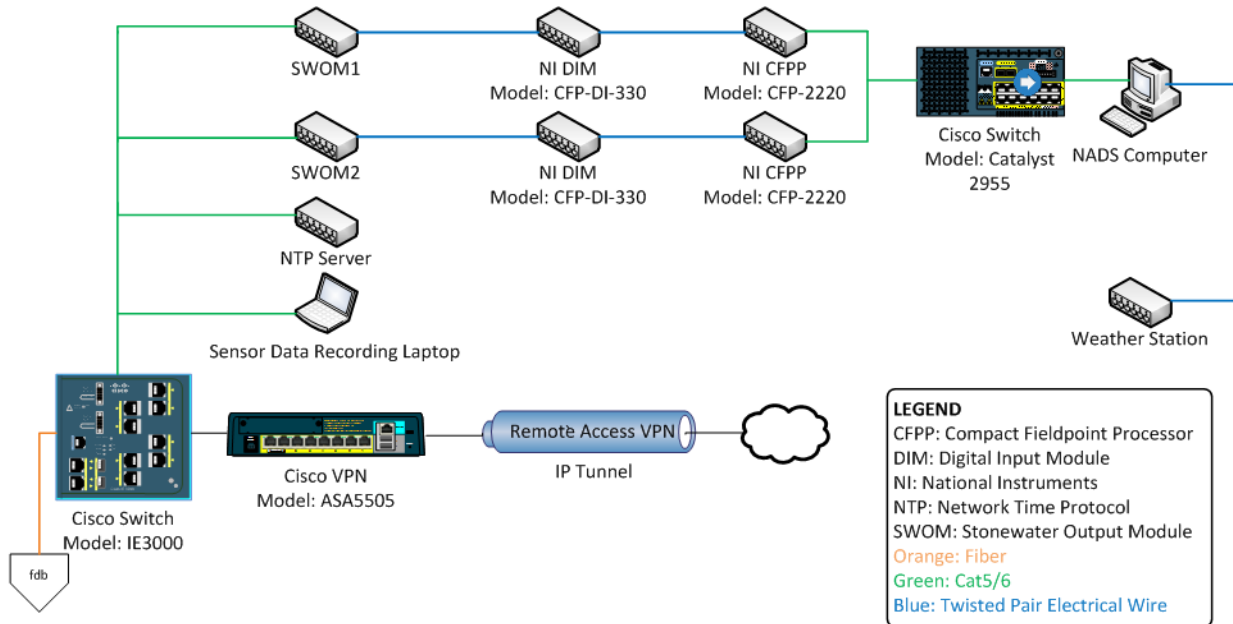 SWOM1
NI DIM
Model: CFP-DI-330
NI CFPP
Model: CFP-2220
Cisco Switch
Model: Catalyst
2955
NADS Computer
SWOM2
NI DIM
Model: CFP-DI-330
NI CFPP
Model: CFP-2220
NTP Server
Sensor Data Recording Laptop
Weather Station
Cisco Switch
Model: IE3000
fdb
Cisco VPN
Model: ASA5505
Remote Access VPN
IP Tunnel
LEGEND
CFPP: Compact Fieldpoint Processor
DIM: Digital Input Module
NI: National Instruments
NTP: Network Time Protocol
SWOM: Stonewater Output Module
Orange: Fiber
Green: Cat5/6
Blue: Twisted Pair Electrical Wire